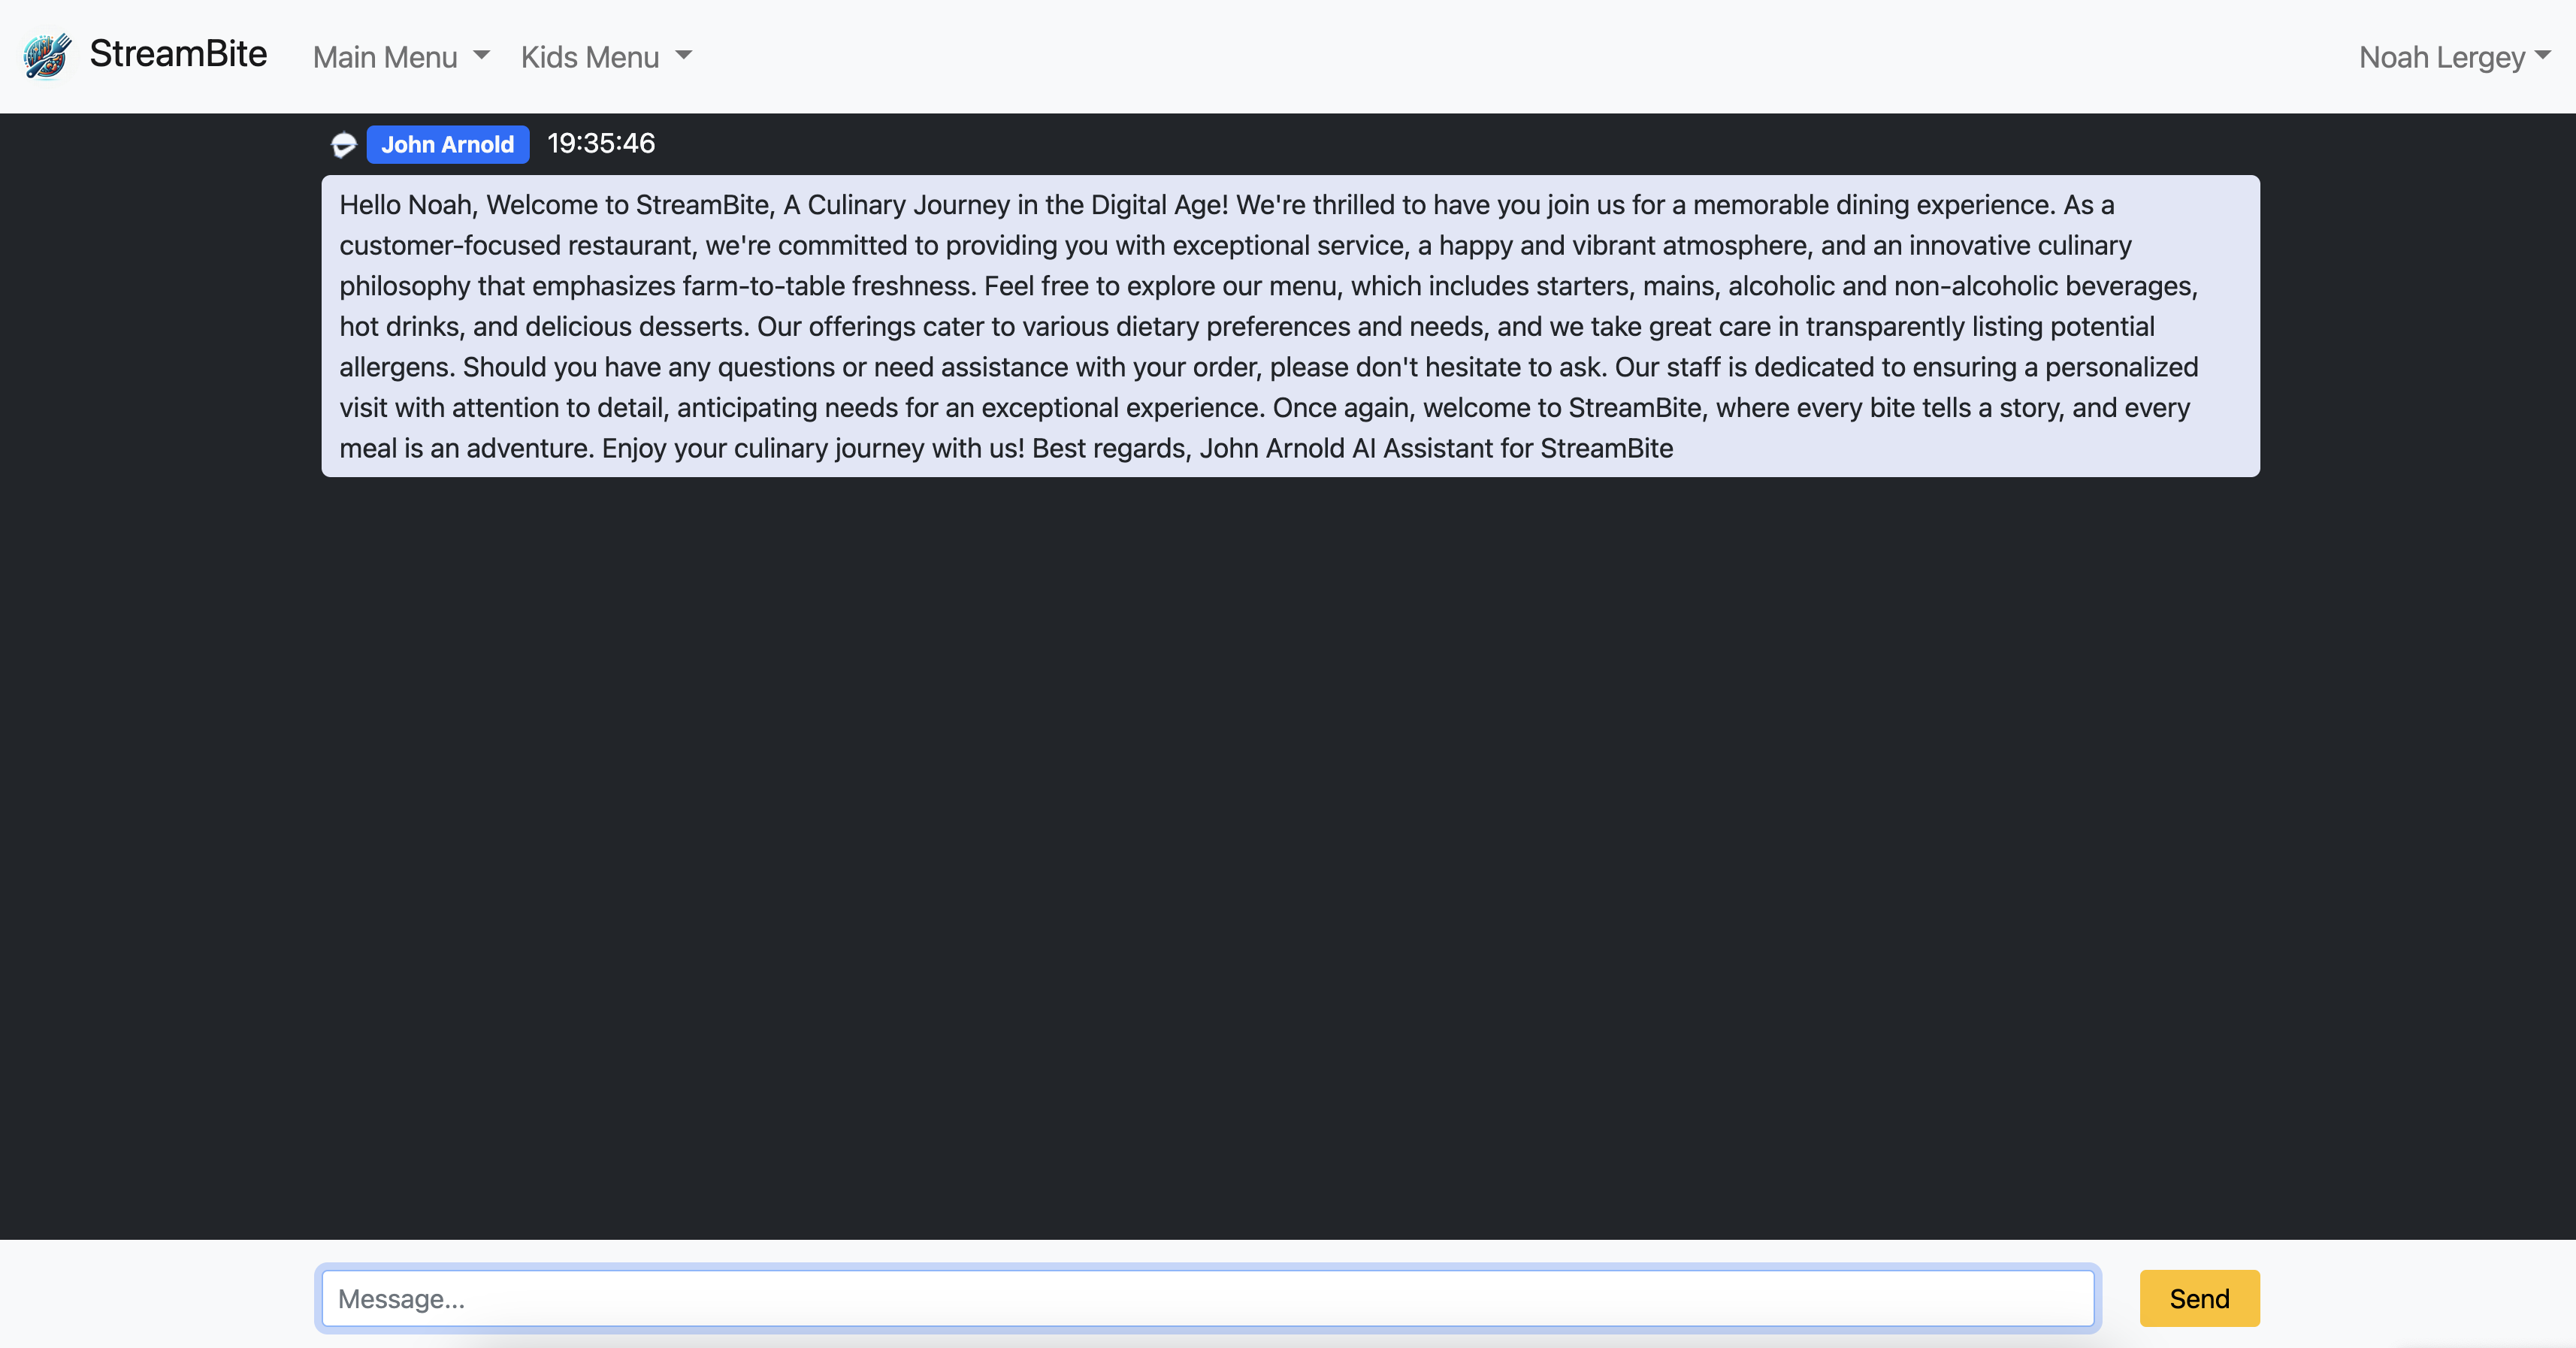 StreamBite Main Menu Kids Menu Noah Lergey
John Arnold 19:35:46
Hello Noah, Welcome to StreamBite, A Culinary Journey in the Digital Age! We're thrilled to have you join us for a memorable dining experience. As a
customer-focused restaurant, we're committed to providing you with exceptional service, a happy and vibrant atmosphere, and an innovative culinary
philosophy that emphasizes farm-to-table freshness. Feel free to explore our menu, which includes starters, mains, alcoholic and non-alcoholic beverages,
hot drinks, and delicious desserts. Our offerings cater to various dietary preferences and needs, and we take great care in transparently listing potential
allergens. Should you have any questions or need assistance with your order, please don't hesitate to ask. Our staff is dedicated to ensuring a personalized
visit with attention to detail, anticipating needs for an exceptional experience. Once again, welcome to StreamBite, where every bite tells a story, and every
meal is an adventure. Enjoy your culinary journey with us! Best regards, John Arnold AI Assistant for StreamBite
Message... Send